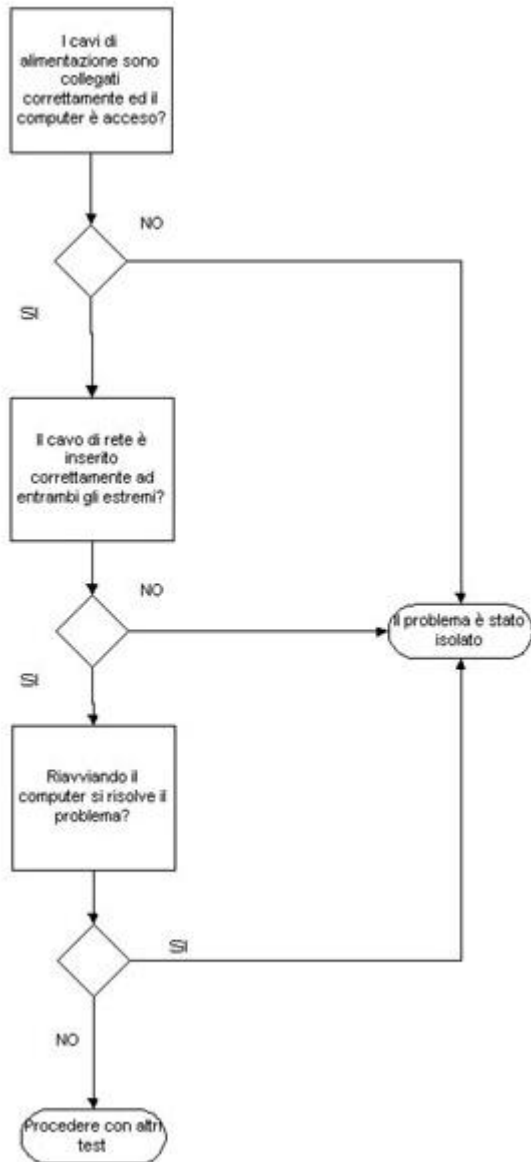 I cavi di
alimentazione sono
collegati
correttamente ed il
computer è acceso?
NO
SI
Il cavo di rete è
inserito
correttamente ad
entrambi gli estremi?
NO
Il problema è stato
isolato
SI
Riavviando il
computer si risolve il
problema?
SI
NO
Procedere con altri
test